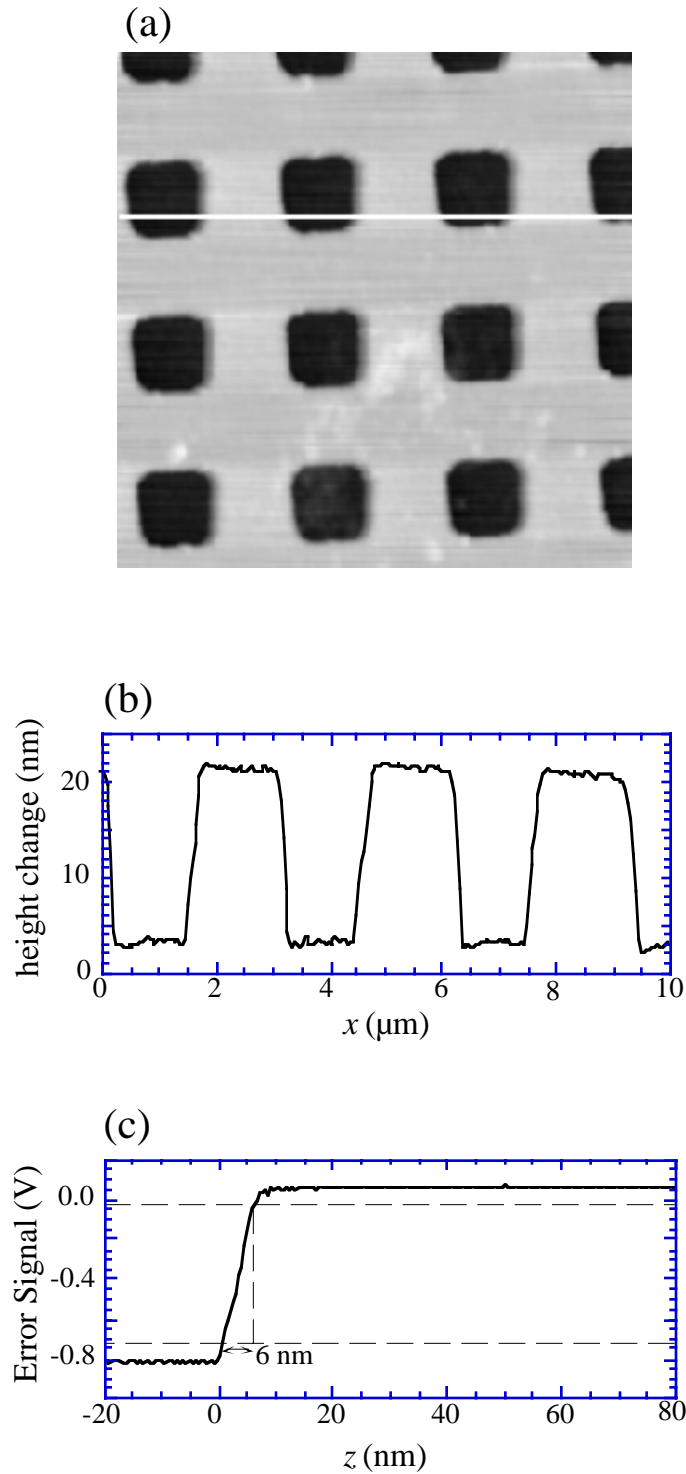 (a)
(b)
height change (nm)
20
10
0
0 2 4 6 8 10
x (µm)
(c)
Error Signal (V)
0.0
-0.4
-0.8
6 nm
-20 0 20 40 60 80
z (nm)